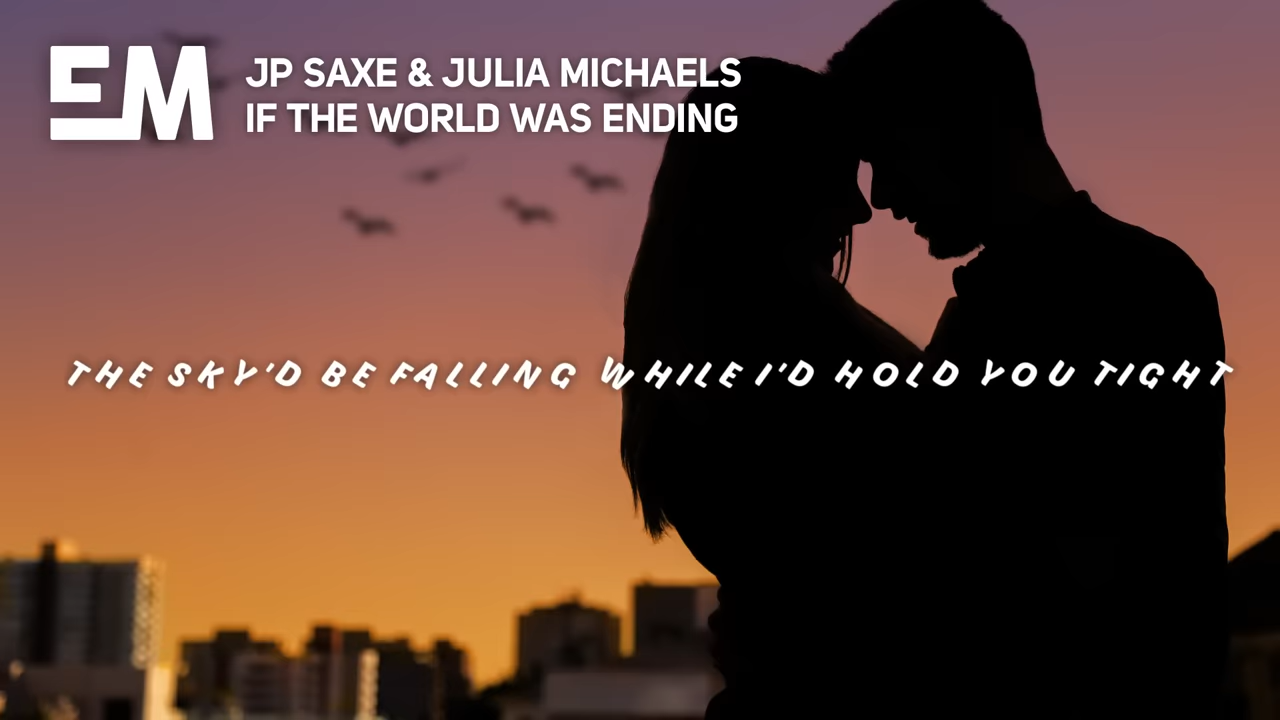 EM
JP SAXE & JULIA MICHAELS
IF THE WORLD WAS ENDING
THE SKY'D BE FALLING WHILE I'D HOLD YOU TIGHT